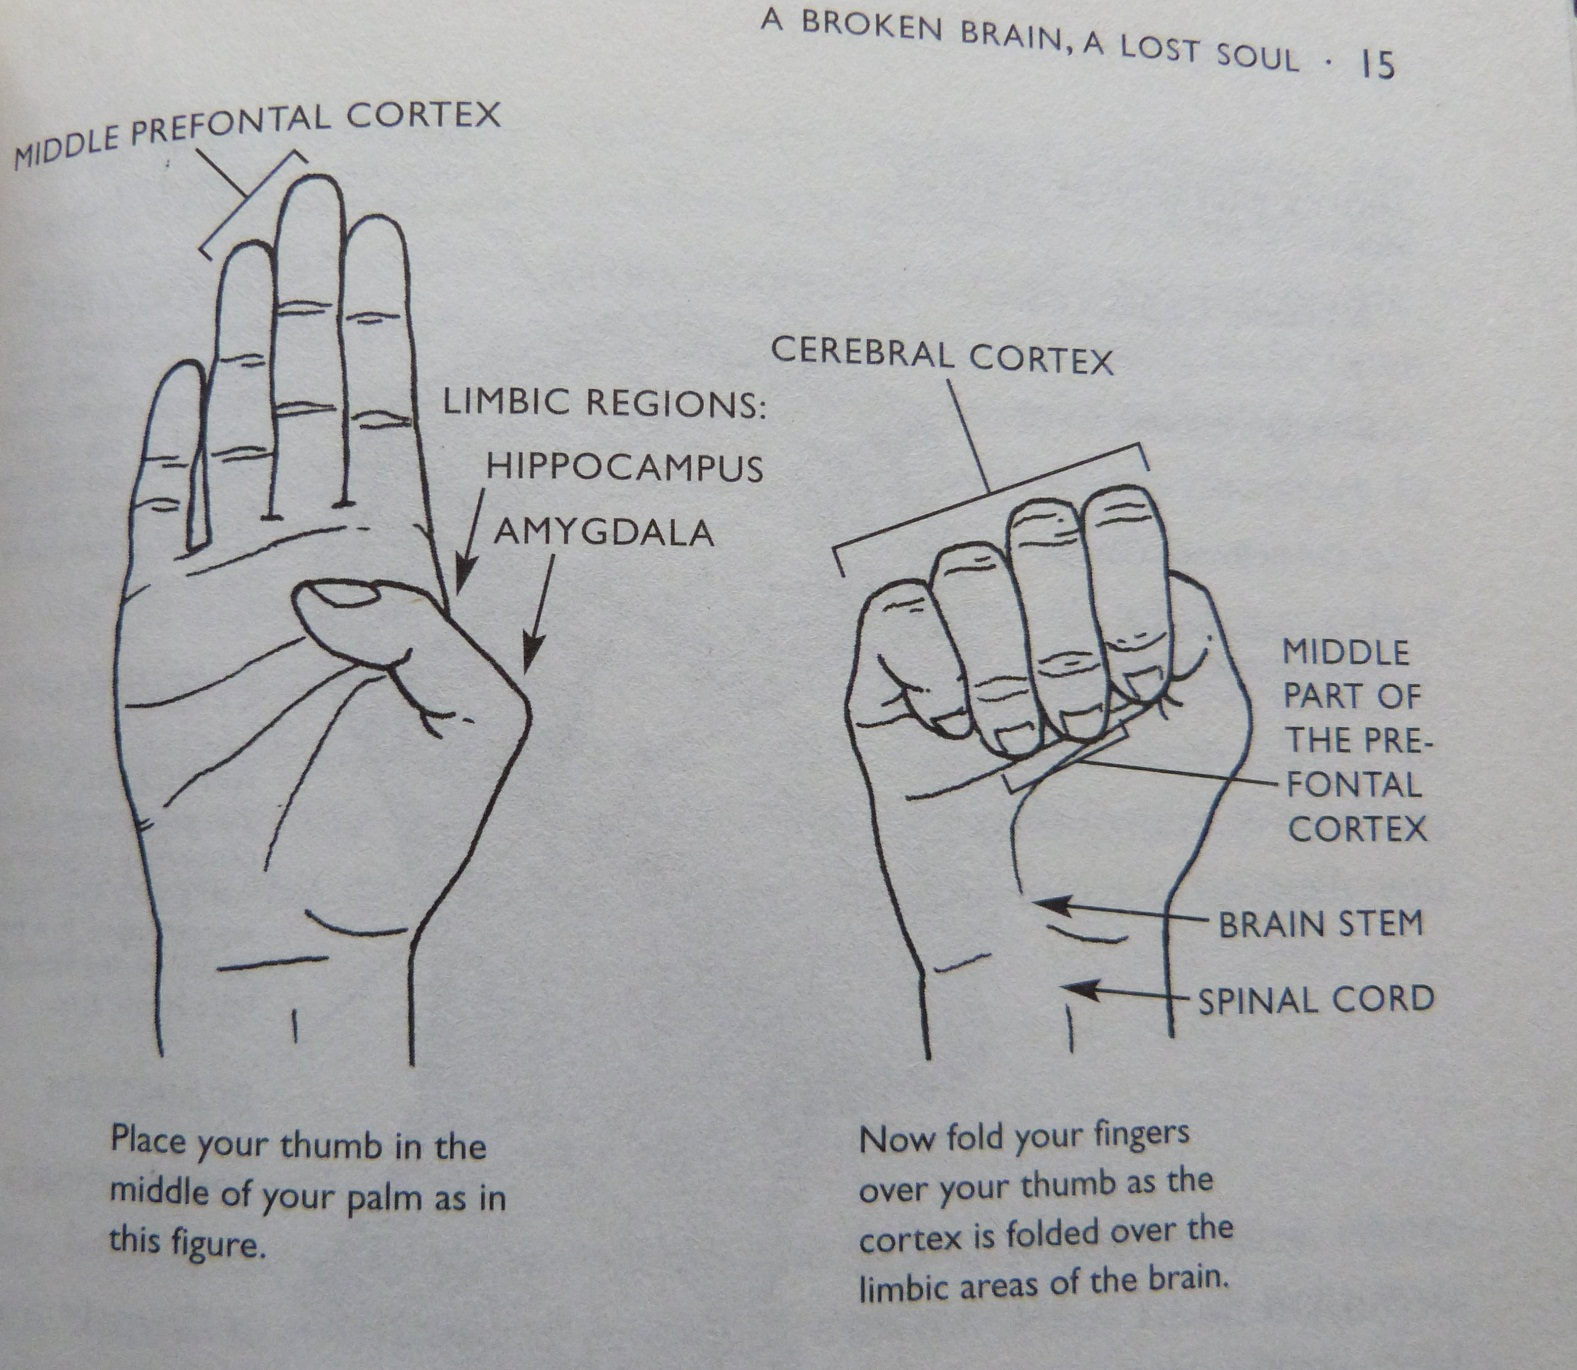 A BROKEN BRAIN, A LOST SOUL · 15
MIDDLE PREFONTAL CORTEX
LIMBIC REGIONS:
HIPPOCAMPUS
AMYGDALA
CEREBRAL CORTEX
MIDDLE
PART OF
THE PRE-
FONTAL
CORTEX
BRAIN STEM
SPINAL CORD
Place your thumb in the
middle of your palm as in
this figure.
Now fold your fingers
over your thumb as the
cortex is folded over the
limbic areas of the brain.